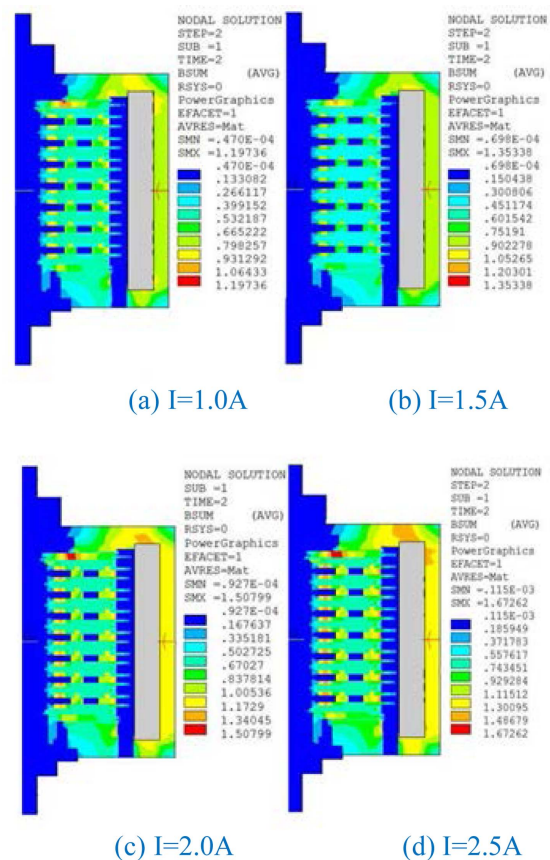 NODAL SOLUTION
STEP=2
SUB =1
TIME=2
BSUM (AVG)
RSYS=0
PowerGraphics
EFACET=1
AVRES=Mat
SMN =.470E-04
SMX =1.19736
.470E-04
.133082
.266117
.399152
.532187
.665222
.798257
.931292
1.06433
1.19736
(a) I=1.0A
NODAL SOLUTION
STEP=2
SUB =1
TIME=2
BSUM (AVG)
RSYS=0
PowerGraphics
EFACET=1
AVRES=Mat
SMN =.698E-04
SMX =1.35338
.698E-04
.150438
.300806
.451174
.601542
.75191
.902278
1.05265
1.20301
1.35338
(b) I=1.5A
NODAL SOLUTION
SUB =1
TIME=2
BSUM (AVG)
RSYS=0
PowerGraphics
EFACET=1
AVRES=Mat
SMN =.927E-04
SMX =1.50799
.927E-04
.167637
.335181
.502725
.67027
.837814
1.00536
1.1729
1.34045
1.50799
(c) I=2.0A
NODAL SOLUTION
STEP=2
SUB =1
TIME=2
BSUM (AVG)
RSYS=0
PowerGraphics
EFACET=1
AVRES=Mat
SMN =.115E-03
SMX =1.67262
.115E-03
.185949
.371783
.557617
.743451
.929284
1.11512
1.30095
1.48679
1.67262
(d) I=2.5A